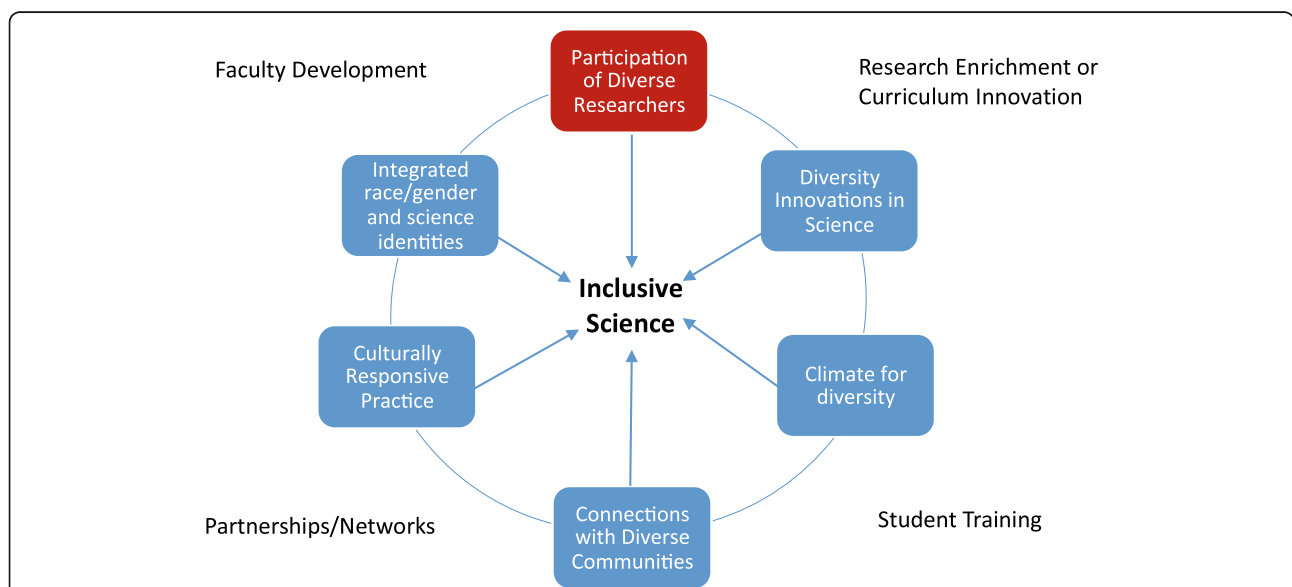 Faculty Development
Participation
of Diverse
Researchers
Research Enrichment or
Curriculum Innovation
Integrated
race/gender
and science
identities
Diversity
Innovations in
Science
Inclusive
Science
Culturally
Responsive
Practice
Climate for
diversity
Partnerships/Networks
Connections
with Diverse
Communities
Student Training